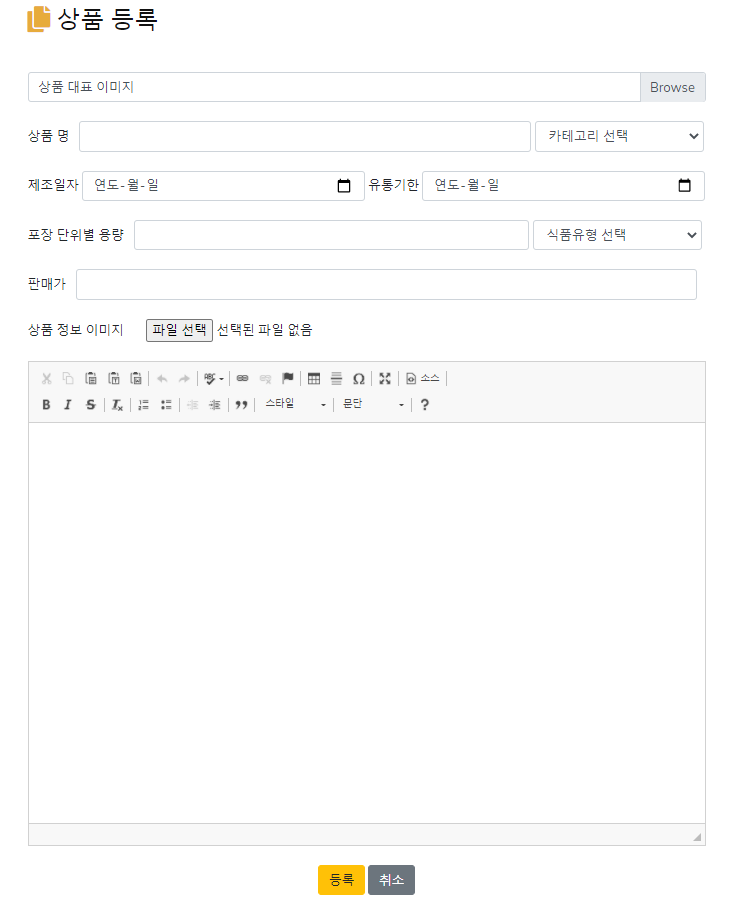 상품 등록
상품 대표 이미지 Browse
상품 명 카테고리 선택
제조일자 연도-월-일 유통기한 연도-월-일
포장 단위별 용량 식품유형 선택
판매가
상품 정보 이미지 파일 선택 선택된 파일 없음
소스
B I S Ix 스타일 문단 ?
등록 취소